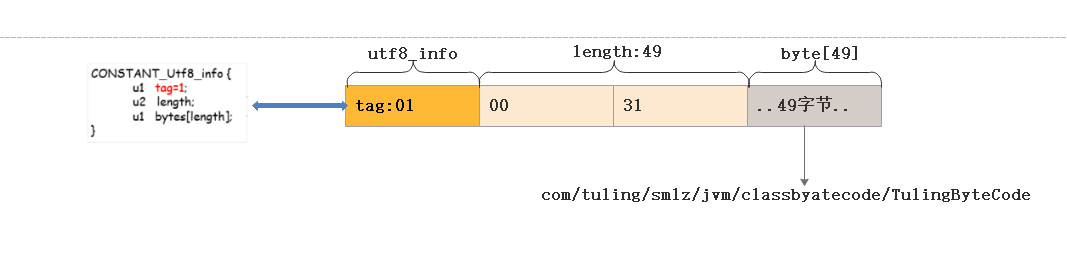 utf8_info
length:49
byte[49]
CONSTANT_Utf8_info {
u1 tag=1;
u2 length;
u1 bytes[length];
}
tag:01
00
31
..49字节..
com/tuling/smlz/jvm/classbyatecode/TulingByteCode